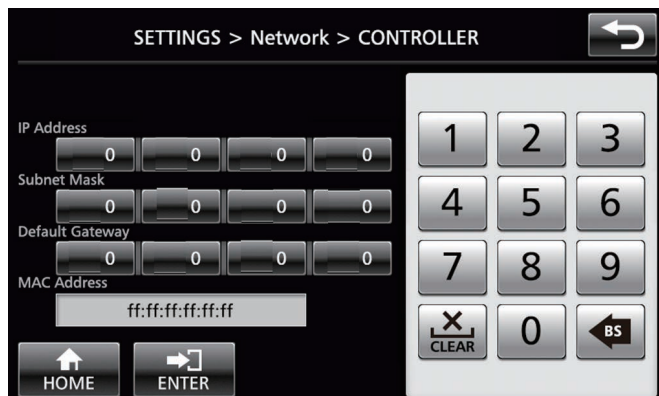 SETTINGS > Network > CONTROLLER
IP Address
0 0 0 0
Subnet Mask
0 0 0 0
Default Gateway
0 0 0 0
MAC Address
ff:ff:ff:ff:ff:ff
HOME ENTER
1 2 3
4 5 6
7 8 9
CLEAR 0 BS